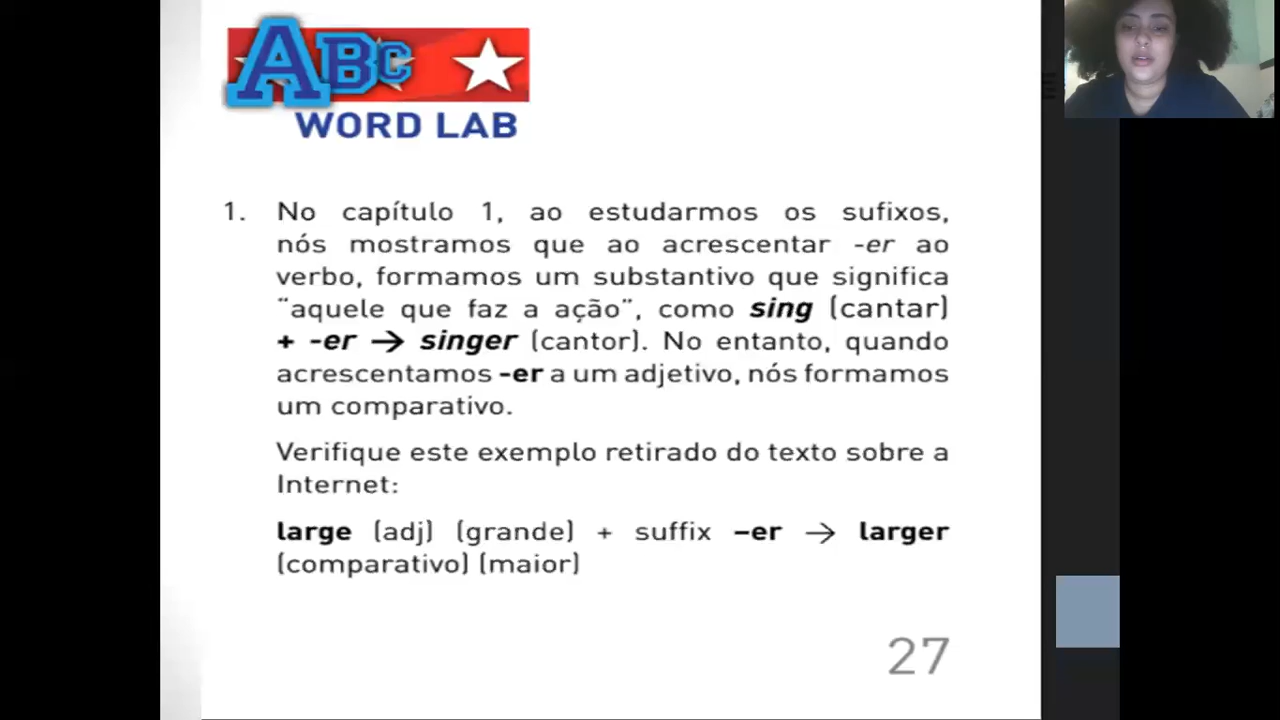 ABC
WORD LAB
1. No capítulo 1, ao estudarmos os sufixos,
nós mostramos que ao acrescentar -er ao
verbo, formamos um substantivo que significa
“aquele que faz a ação”, como sing (cantar)
+ -er → singer (cantor). No entanto, quando
acrescentamos -er a um adjetivo, nós formamos
um comparativo.
Verifique este exemplo retirado do texto sobre a
Internet:
large (adj) (grande) + suffix –er → larger
(comparativo) (maior)
27